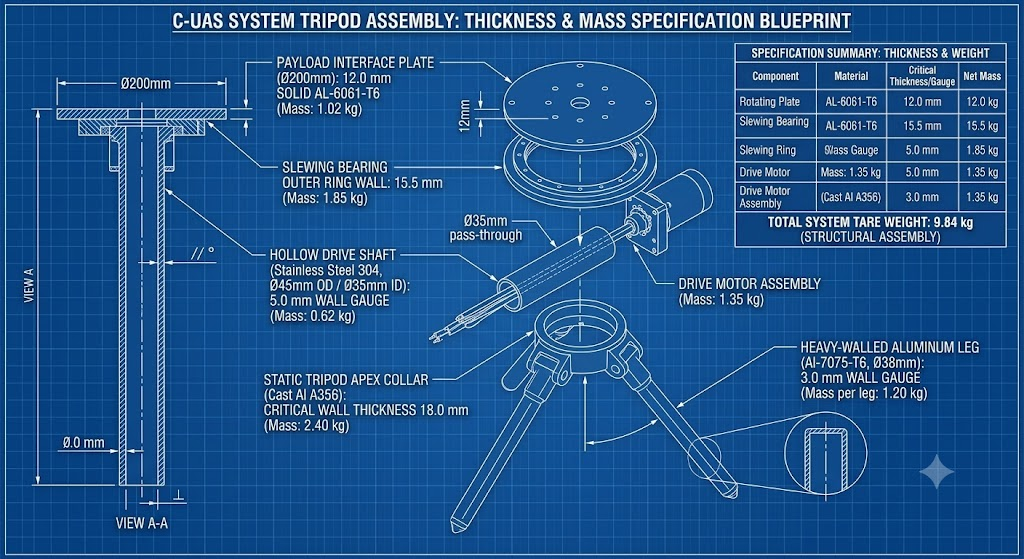 C-UAS SYSTEM TRIPOD ASSEMBLY: THICKNESS & MASS SPECIFICATION BLUEPRINT
Ø200mm
VIEW A
// °
Ø.0 mm
⊥
VIEW A-A
PAYLOAD INTERFACE PLATE
(Ø200mm): 12.0 mm
SOLID AL-6061-T6
(Mass: 1.02 kg)
12mm
SLEWING BEARING
OUTER RING WALL: 15.5 mm
(Mass: 1.85 kg)
Ø35mm
pass-through
HOLLOW DRIVE SHAFT
(Stainless Steel 304,
Ø45mm OD / Ø35mm ID):
5.0 mm WALL GAUGE
(Mass: 0.62 kg)
DRIVE MOTOR ASSEMBLY
(Mass: 1.35 kg)
STATIC TRIPOD APEX COLLAR
(Cast Al A356):
CRITICAL WALL THICKNESS 18.0 mm
(Mass: 2.40 kg)
HEAVY-WALLED ALUMINUM LEG
(Al-7075-T6, Ø38mm):
3.0 mm WALL GAUGE
(Mass per leg: 1.20 kg)
SPECIFICATION SUMMARY: THICKNESS & WEIGHT
Component Material Critical Thickness/Gauge Net Mass
Rotating Plate AL-6061-T6 12.0 mm 12.0 kg
Slewing Bearing AL-6061-T6 15.5 mm 15.5 kg
Slewing Ring Gauge 5.0 mm 1.85 kg
Drive Motor Mass: 1.35 kg 5.0 mm 1.35 kg
Drive Motor Assembly (Cast Al A356) 3.0 mm 1.35 kg
TOTAL SYSTEM TARE WEIGHT: 9.84 kg
(STRUCTURAL ASSEMBLY)